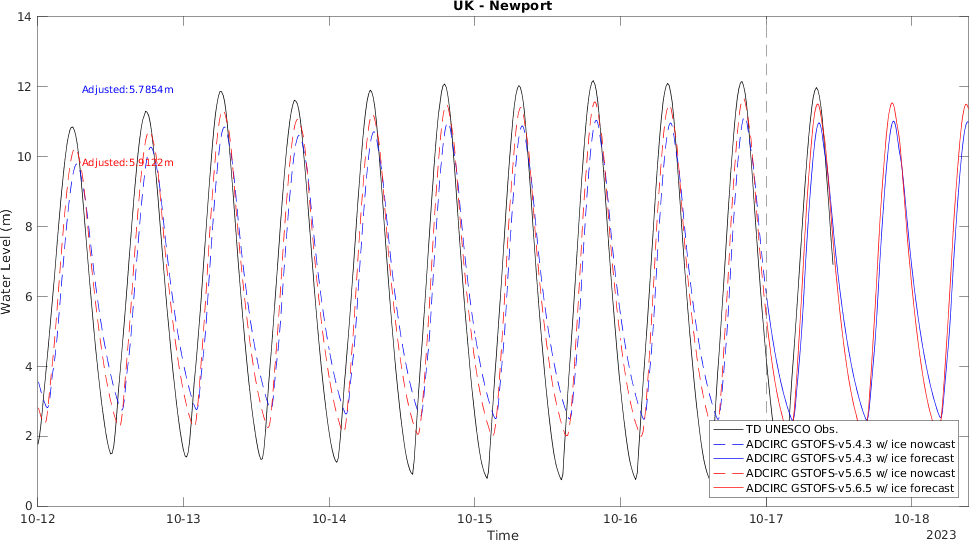 UK - Newport
14
12
10
8
6
4
2
0
Water Level (m)
Adjusted:5.7854m
Adjusted:5.9122m
TD UNESCO Obs.
ADCIRC GSTOFS-v5.4.3 w/ ice nowcast
ADCIRC GSTOFS-v5.4.3 w/ ice forecast
ADCIRC GSTOFS-v5.6.5 w/ ice nowcast
ADCIRC GSTOFS-v5.6.5 w/ ice forecast
10-12 10-13 10-14 10-15 10-16 10-17 10-18
Time
2023